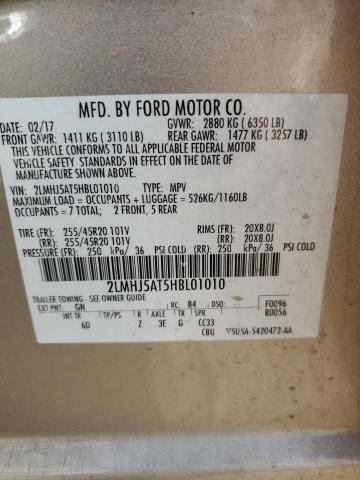 MFD. BY FORD MOTOR CO.
DATE: 02/17 GVWR: 2880 KG ( 6350 LB)
FRONT GAWR: 1411 KG ( 3110 LB) REAR GAWR: 1477 KG ( 3257 LB)
THIS VEHICLE CONFORMS TO ALL APPLICABLE FEDERAL MOTOR
VEHICLE SAFETY STANDARDS IN EFFECT ON THE DATE OF MANUFACTURE
SHOWN ABOVE.
VIN: 2LMHJ5AT5HBL01010 TYPE: MPV
MAXIMUM LOAD = OCCUPANTS + LUGGAGE = 526KG/1160LB
OCCUPANTS = 7 TOTAL: 2 FRONT, 5 REAR
TIRE (FR): 255/45R20 101V RIMS (FR): 20X8.0J
(RR): 255/45R20 101V (RR): 20X8.0J
PRESSURE (FR): 250 kPa/ 36 PSI COLD (RR) 250 kPa/ 36 PSI COLD
2LMHJ5AT5HBL01010
TRAILER TOWING - SEE OWNER GUIDE
EXT PNT: GN RC: 84 DSO: F0096
R0056
INT TR TP/PS R AXLE TR SPR
6D Z 3E G CC33
CBU 5U5A-5420472-AA